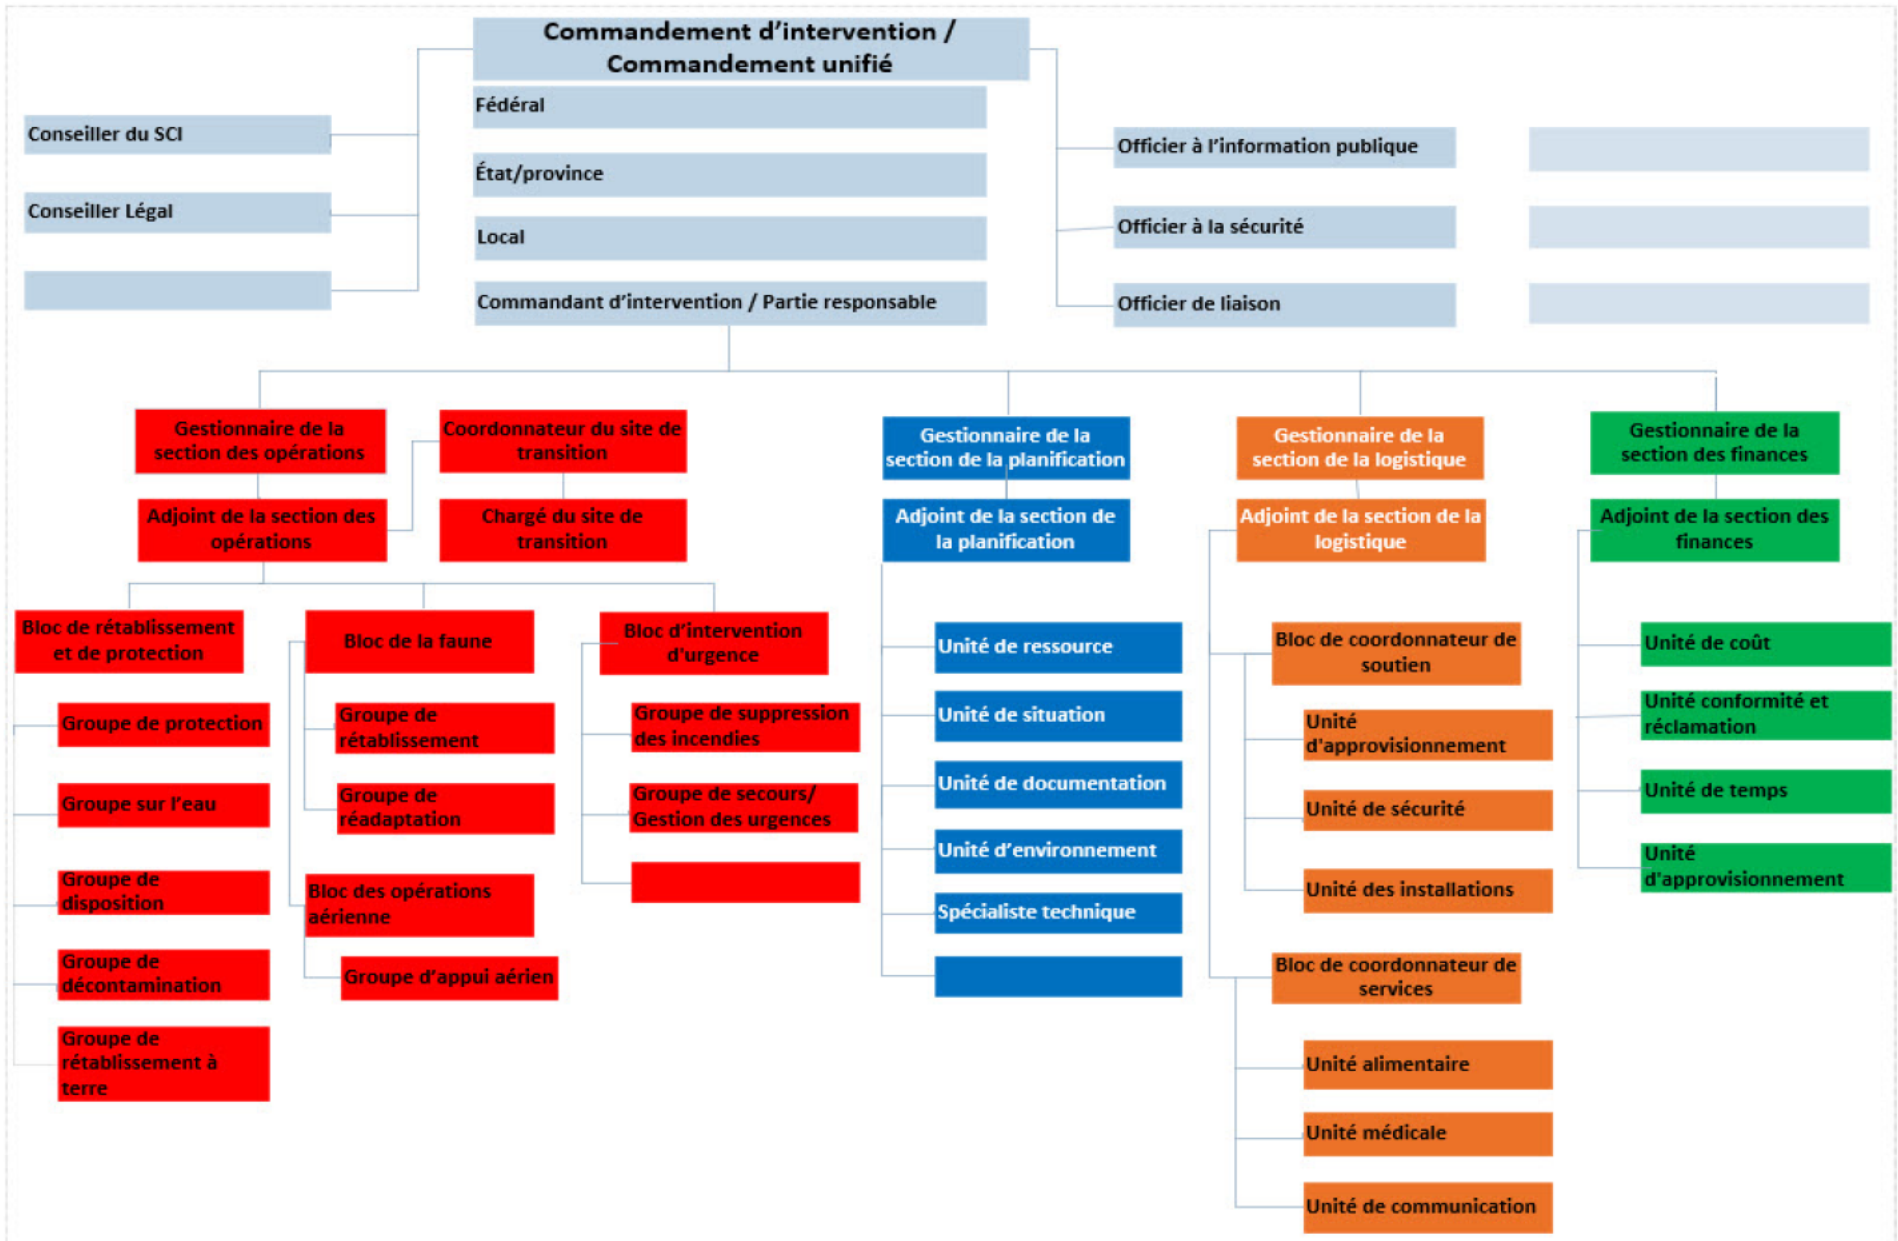 Commandement d'intervention /
Commandement unifié
Fédéral
État/province
Local
Commandant d'intervention / Partie responsable
Conseiller du SCI
Conseiller Légal
Officier à l'information publique
Officier à la sécurité
Officier de liaison
Gestionnaire de la
section des opérations
Adjoint de la section des
opérations
Coordonnateur du site de
transition
Chargé du site de
transition
Bloc de rétablissement
et de protection
Groupe de protection
Groupe sur l'eau
Groupe de
disposition
Groupe de
décontamination
Groupe de
rétablissement à
terre
Bloc de la faune
Groupe de
rétablissement
Groupe de
réadaptation
Bloc des opérations
aérienne
Groupe d'appui aérien
Bloc d'intervention
d'urgence
Groupe de suppression
des incendies
Groupe de secours/
Gestion des urgences
Gestionnaire de la
section de la planification
Adjoint de la section de
la planification
Unité de ressource
Unité de situation
Unité de documentation
Unité d'environnement
Spécialiste technique
Gestionnaire de la
section de la logistique
Adjoint de la section de la
logistique
Bloc de coordonnateur de
soutien
Unité
d'approvisionnement
Unité de sécurité
Unité des installations
Bloc de coordonnateur de
services
Unité alimentaire
Unité médicale
Unité de communication
Gestionnaire de la
section des finances
Adjoint de la section des
finances
Unité de coût
Unité conformité et
réclamation
Unité de temps
Unité
d'approvisionnement